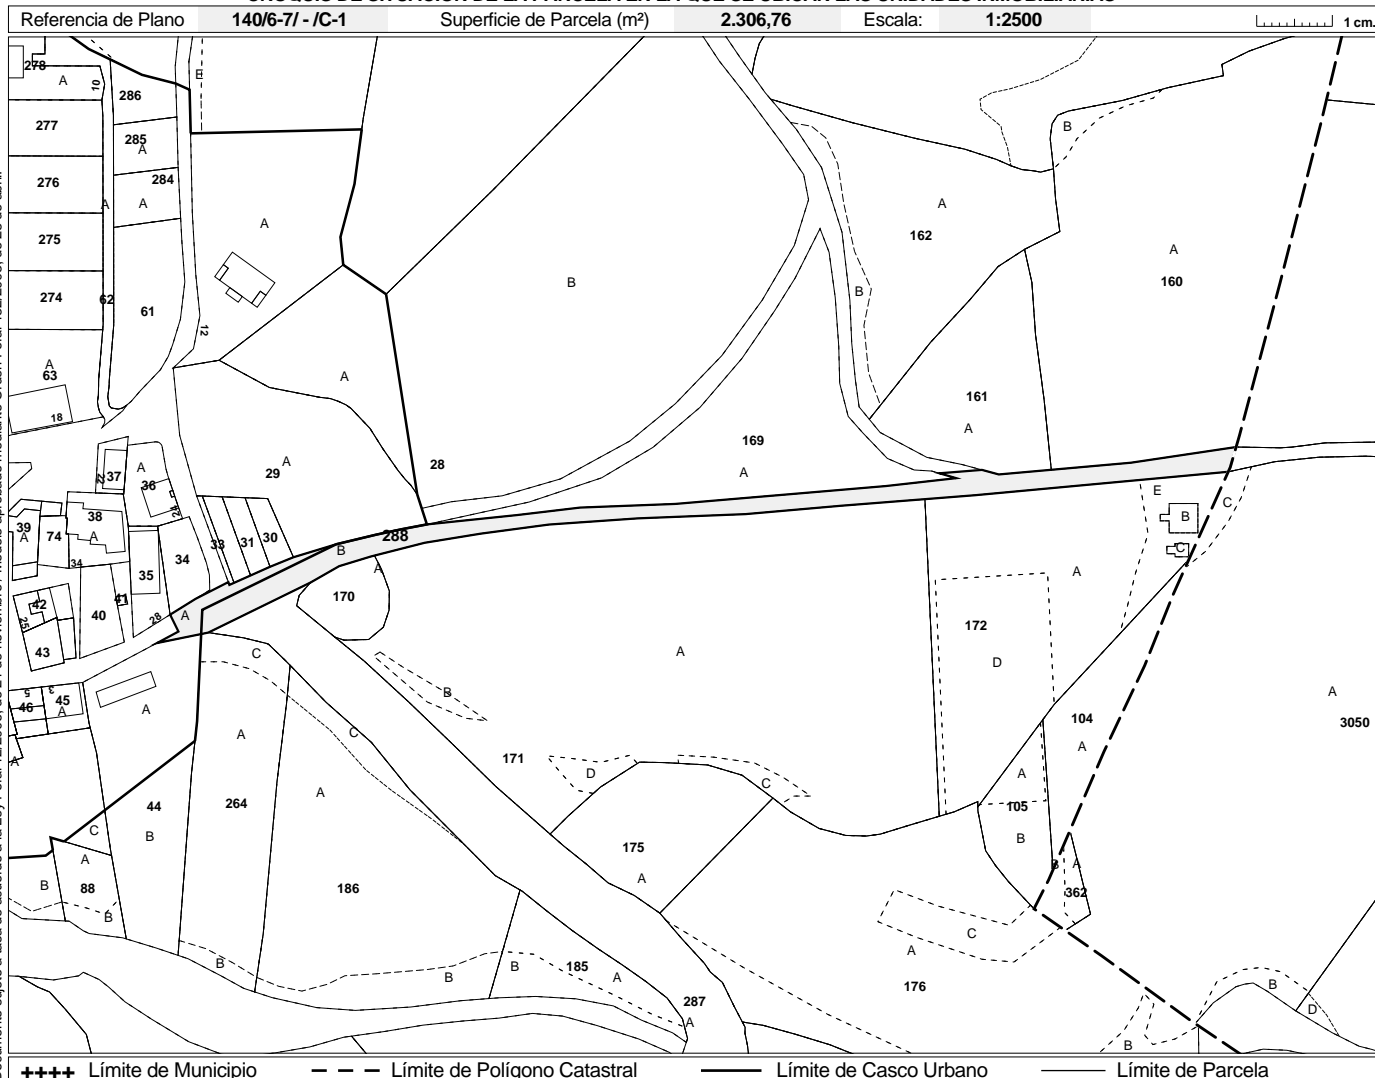 Referencia de Plano 140/6-7/ - /C-1 Superficie de Parcela (m²) 2.306,76 Escala: 1:2500 1 cm.
278
A
10
E
286
277
285
A
B
276
284
A
A
A
162
275
A
A
160
274
62
61
12
B
B
A
63
A
161
18
169
A
28
29
A
A
37
22
A
36
24
E
B
C
C
39
A
74
38
A
34
33
31
30
288
B
A
34
35
170
A
42
25
40
41
28
A
172
D
43
C
A
5
3
46
45
A
A
B
A
3050
104
A
A
C
171
A
D
C
A
105
44
264
A
C
B
B
175
A
B
A
362
A
88
186
B
B
C
A
176
B
B
B
185
A
287
A
B
D
B
++++ Límite de Municipio – – – Límite de Polígono Catastral —— Límite de Casco Urbano —— Límite de Parcela